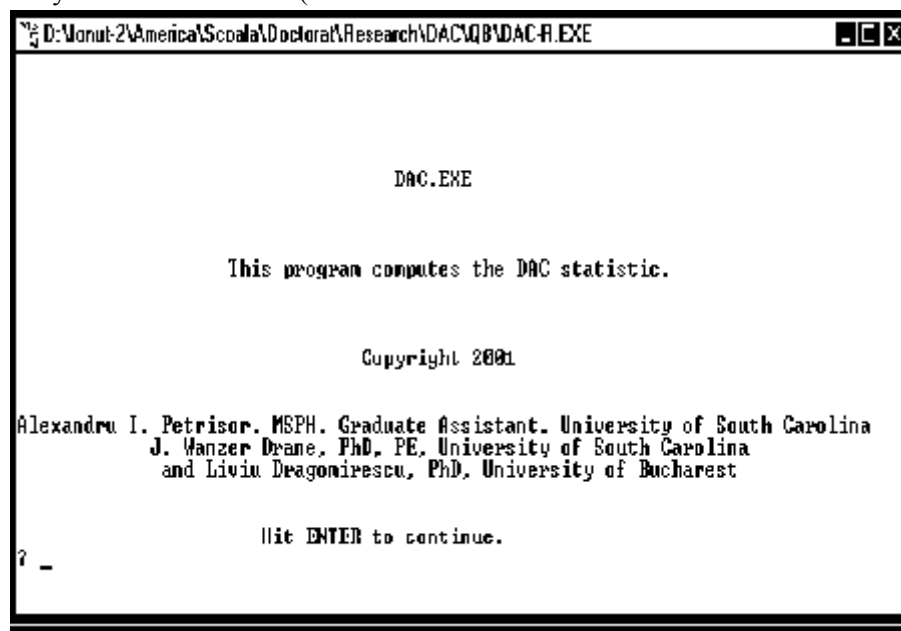 D:\Ionut-2\America\Scoala\Doctorat\Research\DAC\QB\DAC-R.EXE
DAC.EXE
This program computes the DAC statistic.
Copyright 2001
Alexandru I. Petrisor, MSPH, Graduate Assistant, University of South Carolina
J. Wanzer Drane, PhD, PE, University of South Carolina
and Liviu Dragomirescu, PhD, University of Bucharest
Hit ENTER to continue.
? _